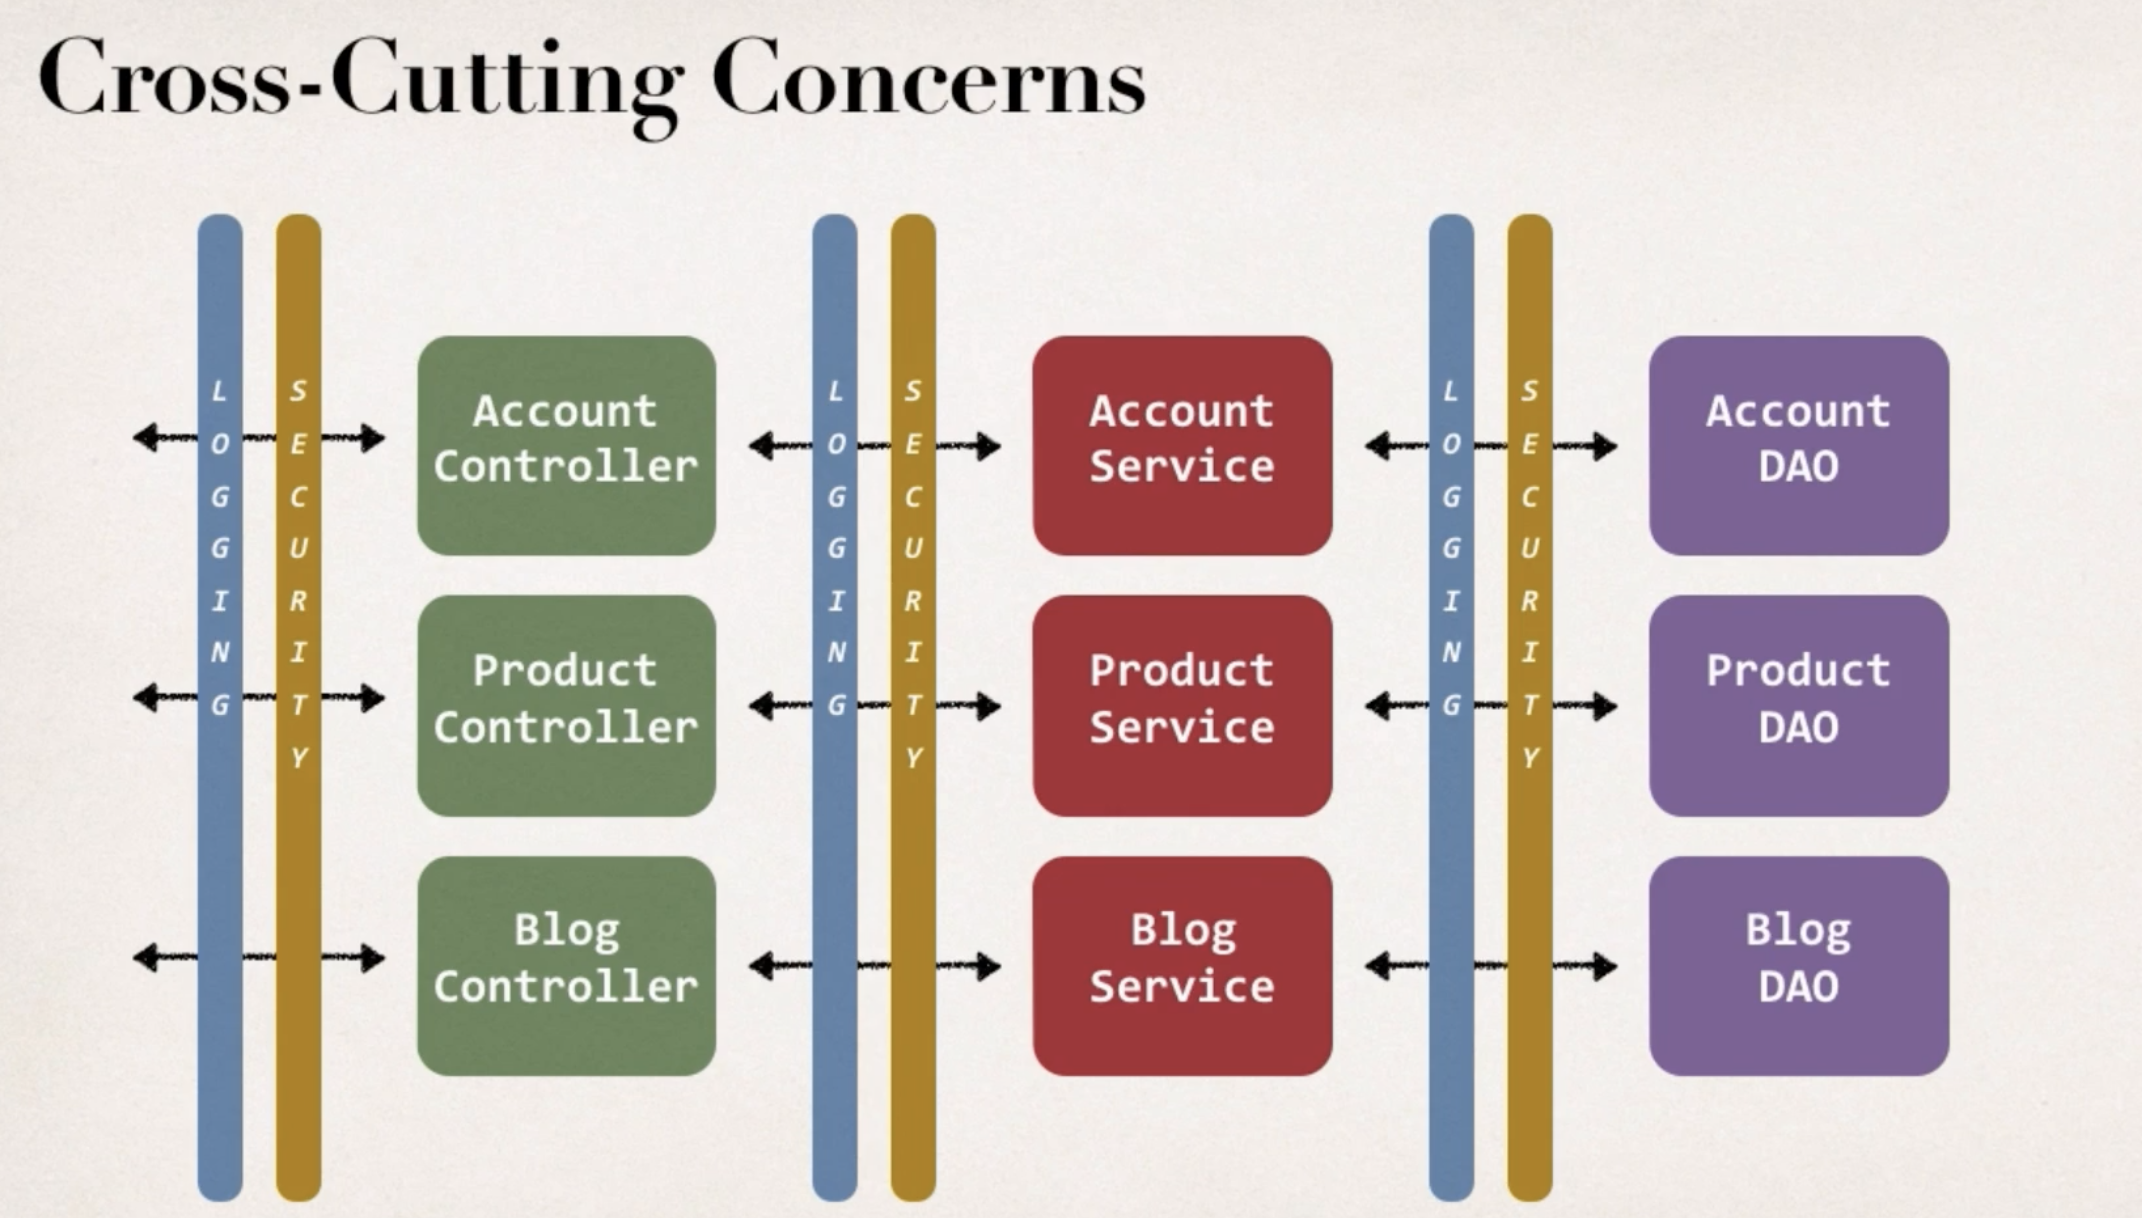 Cross-Cutting Concerns
LOGGING
SECURITY
Account
Controller
Product
Controller
Blog
Controller
LOGGING
SECURITY
Account
Service
Product
Service
Blog
Service
LOGGING
SECURITY
Account
DAO
Product
DAO
Blog
DAO